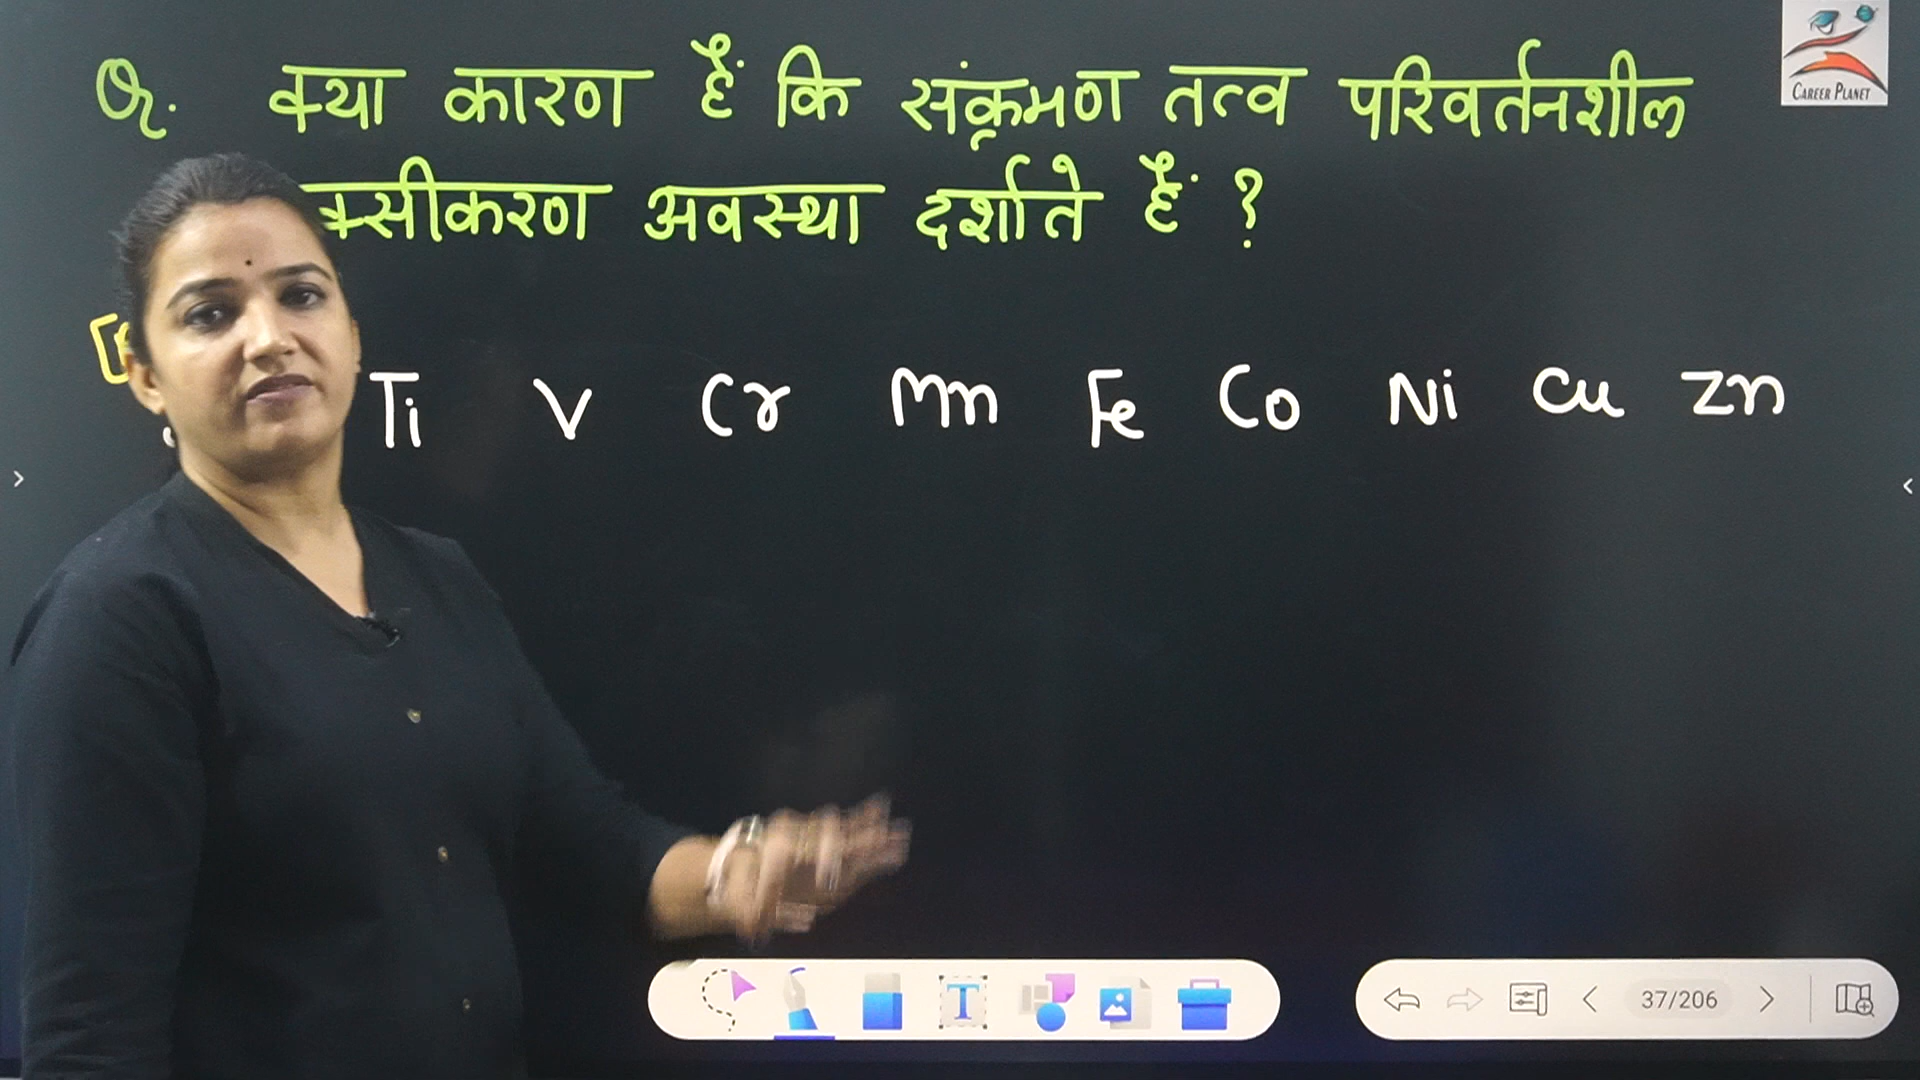 Q. क्या कारण हैं कि संक्रमण तत्व परिवर्तनशील
क्सीकरण अवस्था दर्शाते हैं ?
Ti V Cr Mn Fe Co Ni Cu Zn
CAREER PLANET
T
37/206